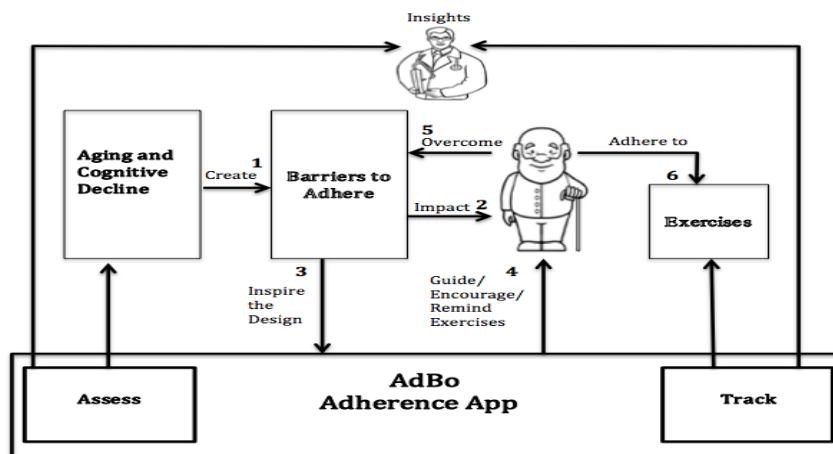 Insights
Aging and
Cognitive
Decline
1
Create
Barriers to
Adhere
5
Overcome
Impact 2
Adhere to
6
Exercises
3
Inspire
the
Design
4
Guide/
Encourage/
Remind
Exercises
Assess
AdBo
Adherence App
Track